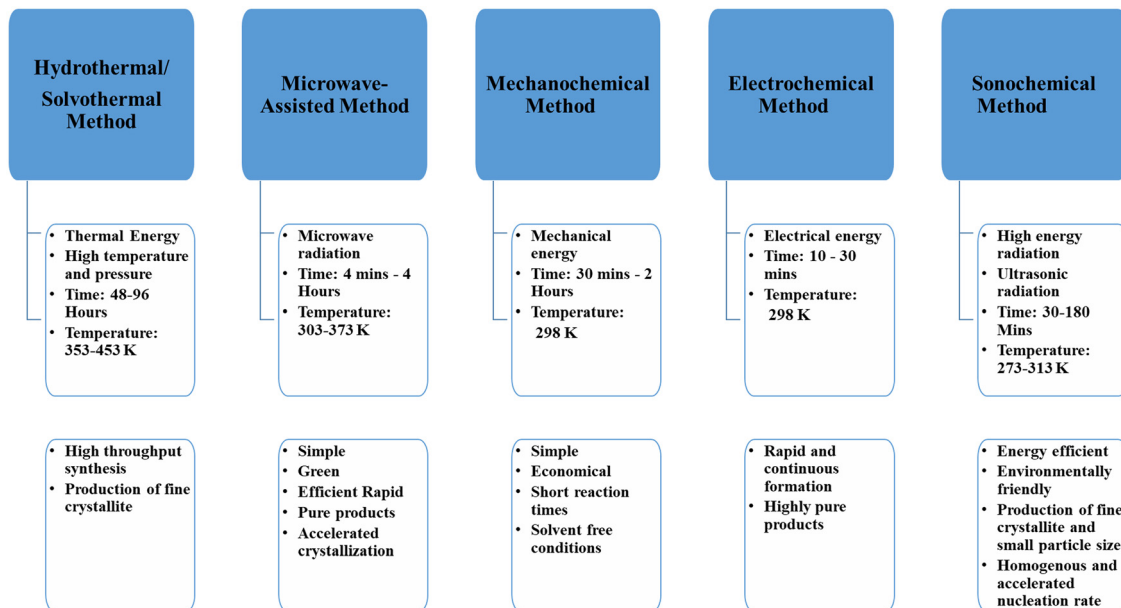 Hydrothermal/
Solvothermal
Method
Microwave-
Assisted Method
Mechanochemical
Method
Electrochemical
Method
Sonochemical
Method
• Thermal Energy
• High temperature
and pressure
• Time: 48-96
Hours
• Temperature:
353-453 K
• Microwave
radiation
• Time: 4 mins - 4
Hours
• Temperature:
303-373 K
• Mechanical
energy
• Time: 30 mins - 2
Hours
• Temperature:
298 K
• Electrical energy
• Time: 10 - 30
mins
• Temperature:
298 K
• High energy
radiation
• Ultrasonic
radiation
• Time: 30-180
Mins
• Temperature:
273-313 K
• High throughput
synthesis
• Production of fine
crystallite
• Simple
• Green
• Efficient Rapid
• Pure products
• Accelerated
crystallization
• Simple
• Economical
• Short reaction
times
• Solvent free
conditions
• Rapid and
continuous
formation
• Highly pure
products
• Energy efficient
• Environmentally
friendly
• Production of fine
crystallite and
small particle size
• Homogenous and
accelerated
nucleation rate